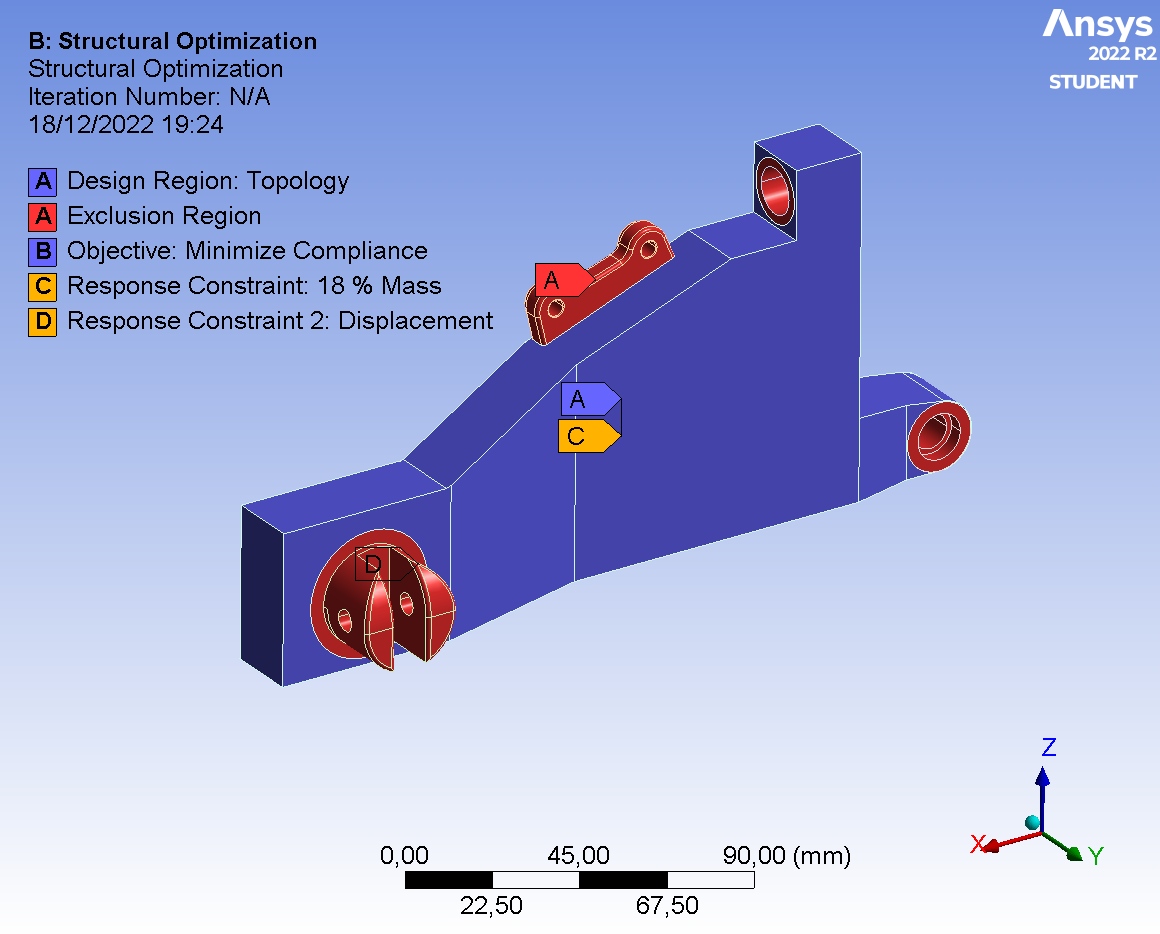 B: Structural Optimization
Structural Optimization
Iteration Number: N/A
18/12/2022 19:24
A Design Region: Topology
A Exclusion Region
B Objective: Minimize Compliance
C Response Constraint: 18 % Mass
D Response Constraint 2: Displacement
Ansys
2022 R2
STUDENT
A
A
C
D
Z
X
Y
0,00 45,00 90,00 (mm)
22,50 67,50